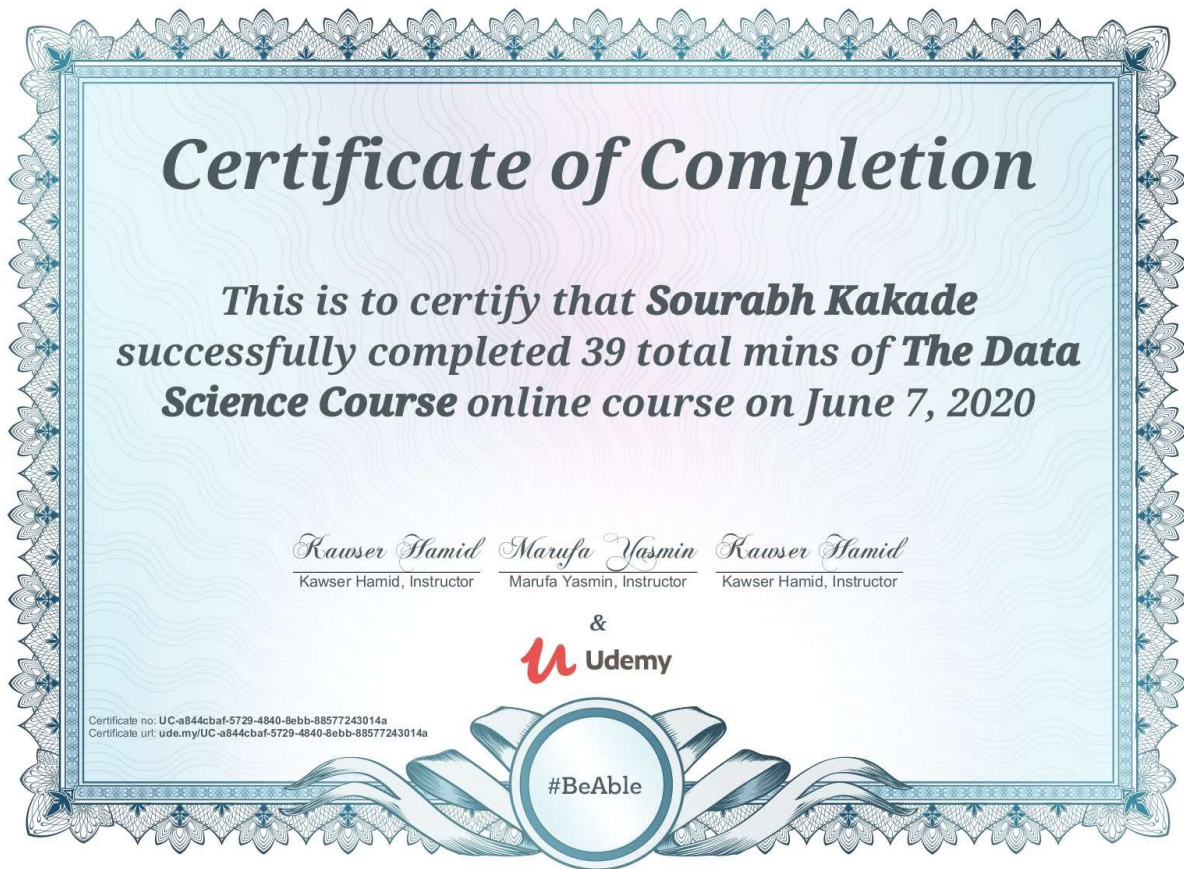 Certificate of Completion
This is to certify that Sourabh Kakade
successfully completed 39 total mins of The Data
Science Course online course on June 7, 2020
Kawser Hamid Marufa Yasmin Kawser Hamid
Kawser Hamid, Instructor Marufa Yasmin, Instructor Kawser Hamid, Instructor
&
Udemy
Certificate no: UC-a844cbaf-5729-4840-8ebb-88577243014a
Certificate url: ude.my/UC-a844cbaf-5729-4840-8ebb-88577243014a
#BeAble